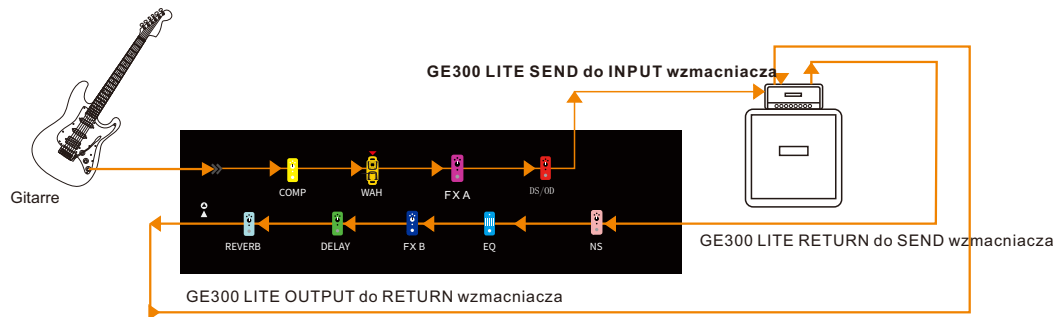 GE300 LITE SEND do INPUT wzmacniacza
Gitarre
COMP
WAH
FX A
DS/OD
REVERB
DELAY
FX B
EQ
NS
GE300 LITE RETURN do SEND wzmacniacza
GE300 LITE OUTPUT do RETURN wzmacniacza